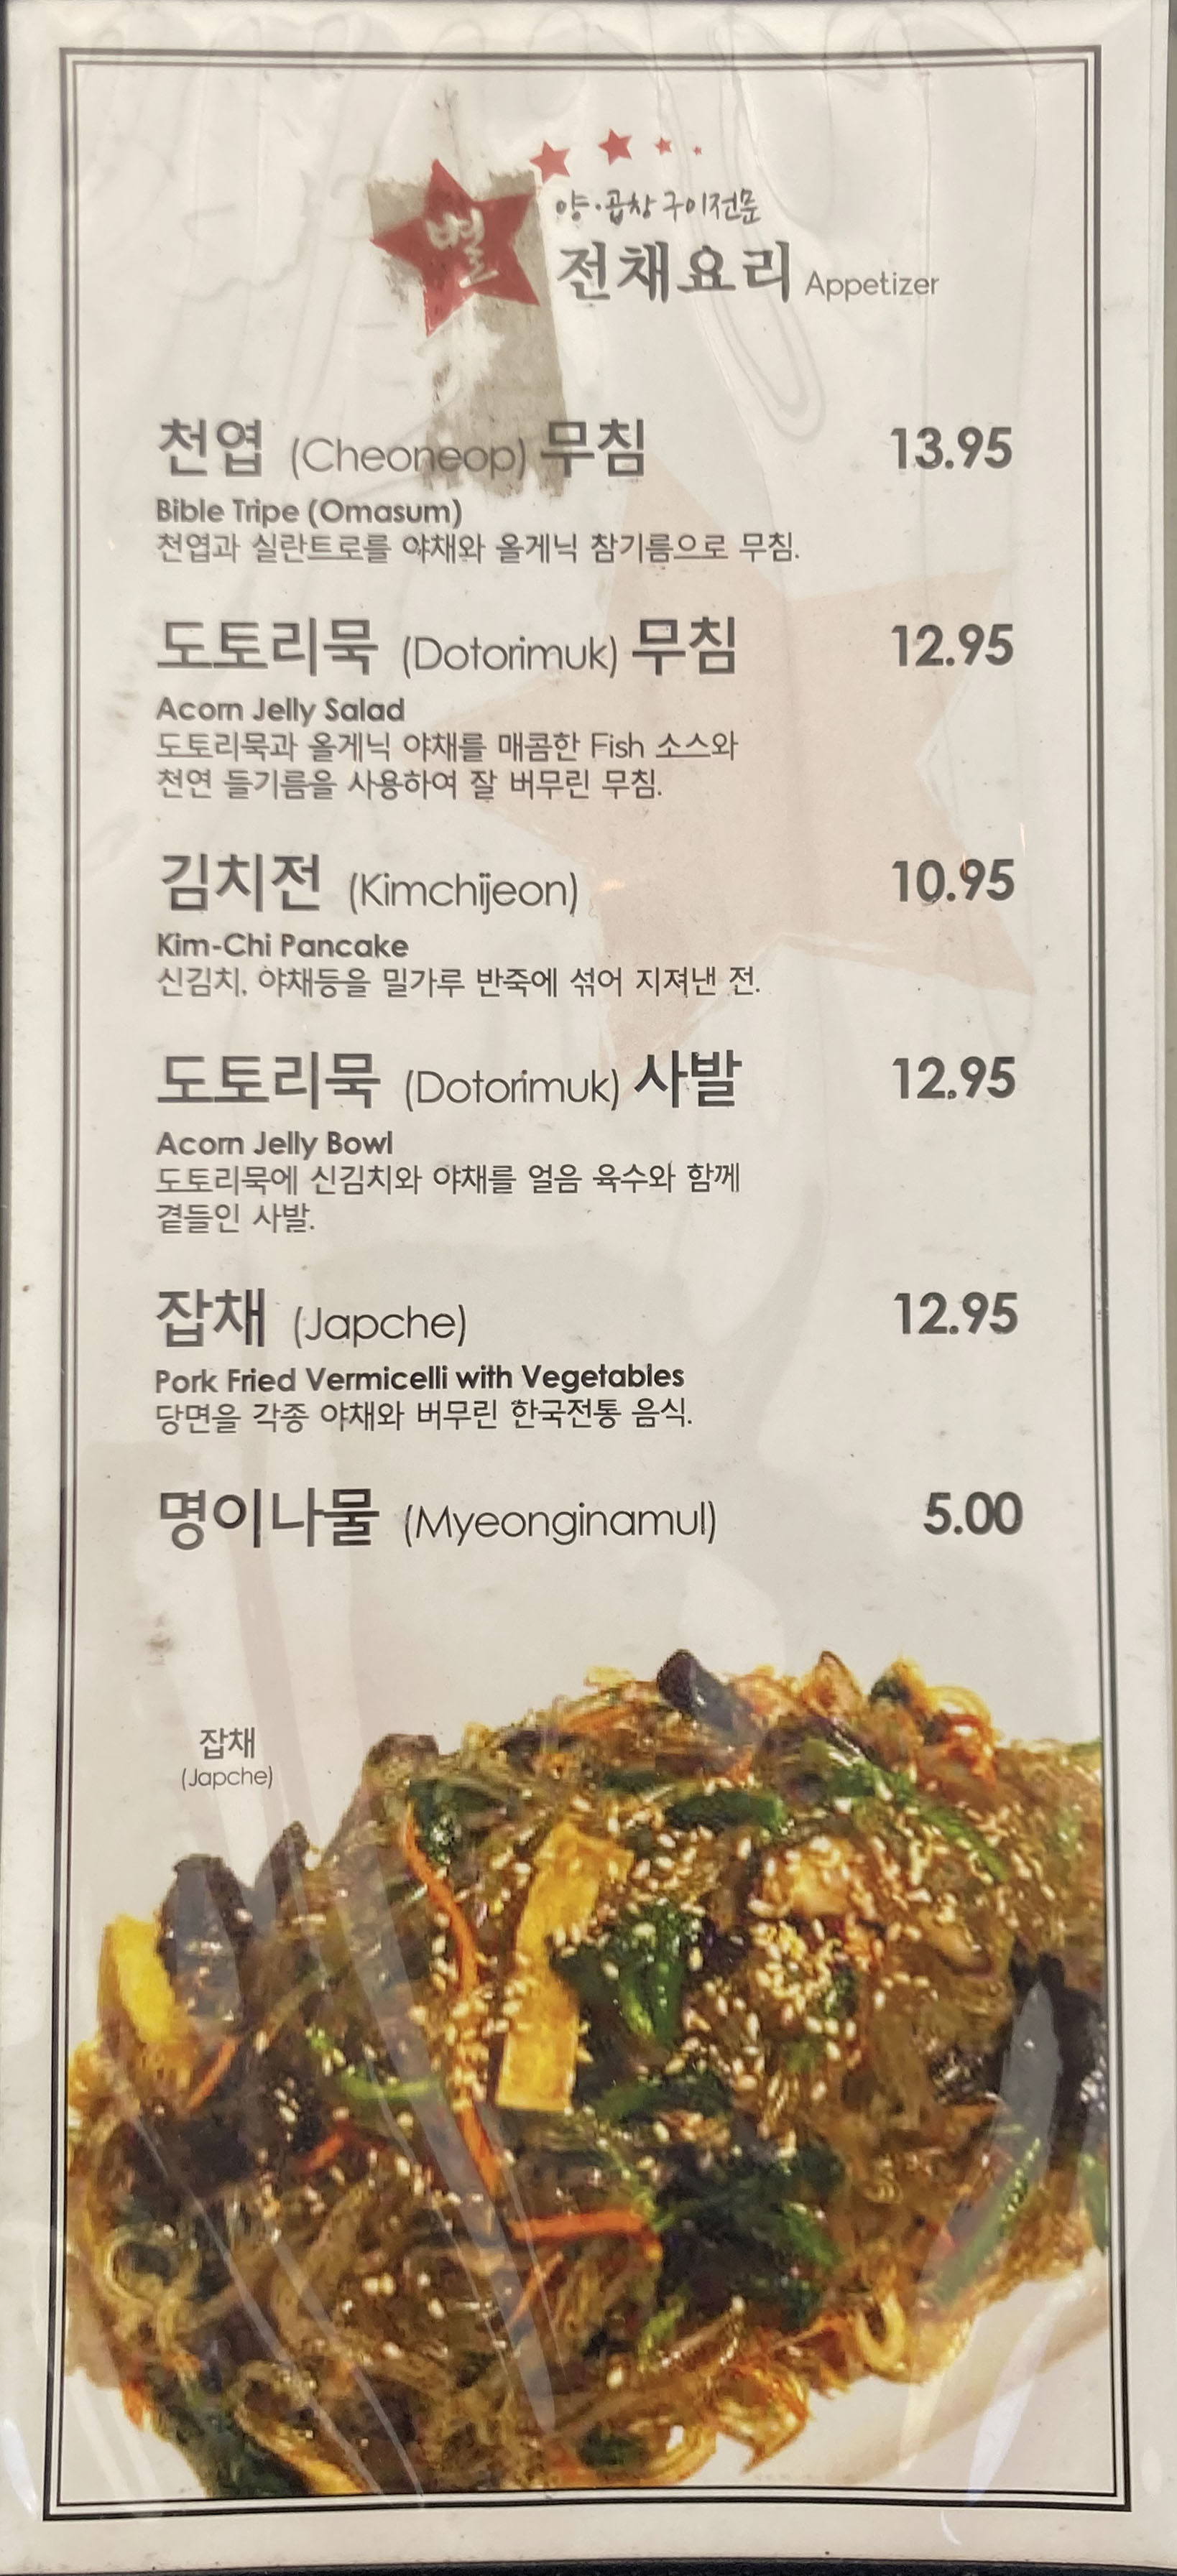 별
양·곱창 구이전문
전채요리 Appetizer
천엽 (Cheoneop) 무침 13.95
Bible Tripe (Omasum)
천엽과 실란트로를 야채와 올게닉 참기름으로 무침.
도토리묵 (Dotorimuk) 무침 12.95
Acorn Jelly Salad
도토리묵과 올게닉 야채를 매콤한 Fish 소스와
천연 들기름을 사용하여 잘 버무린 무침.
김치전 (Kimchijeon) 10.95
Kim-Chi Pancake
신김치, 야채등을 밀가루 반죽에 섞어 지져낸 전.
도토리묵 (Dotorimuk) 사발 12.95
Acorn Jelly Bowl
도토리묵에 신김치와 야채를 얼음 육수와 함께
곁들인 사발.
잡채 (Japche) 12.95
Pork Fried Vermicelli with Vegetables
당면을 각종 야채와 버무린 한국전통 음식.
명이나물 (Myeonginamul) 5.00
잡채
(Japche)